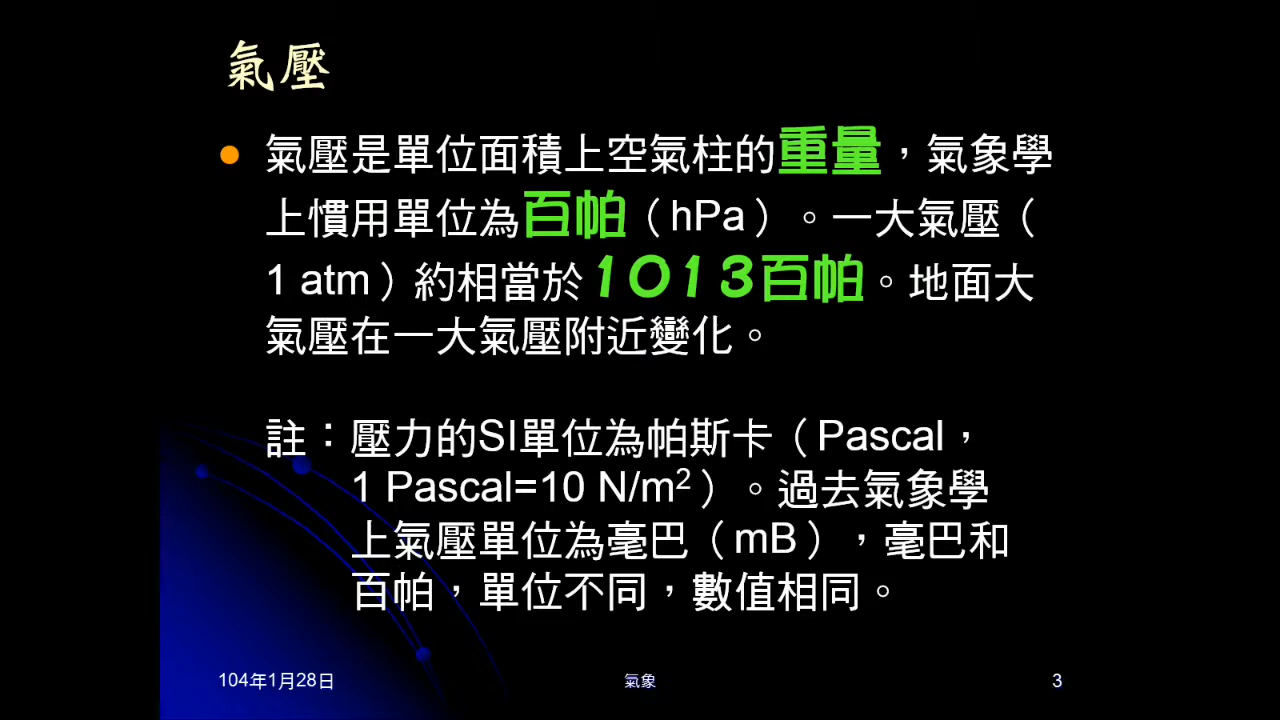 氣壓
氣壓是單位面積上空氣柱的重量，氣象學
上慣用單位為百帕（hPa）。一大氣壓（
1 atm）約相當於1013百帕。地面大
氣壓在一大氣壓附近變化。
註：壓力的SI單位為帕斯卡（Pascal，
1 Pascal=10 N/m²）。過去氣象學
上氣壓單位為毫巴（mB），毫巴和
百帕，單位不同，數值相同。
104年1月28日
氣象
3